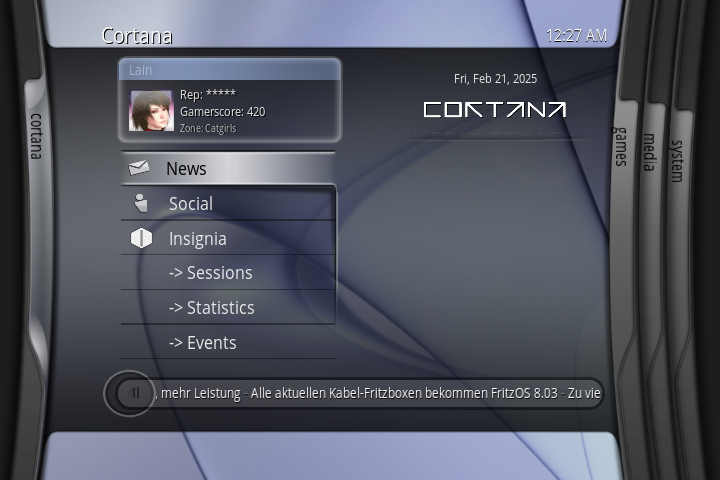 Cortana
12:27 AM
Lain
Rep: *****
Gamerscore: 420
Zone: Catgirls
Fri, Feb 21, 2025
CORTANA
cortana
games
media
system
News
Social
Insignia
-> Sessions
-> Statistics
-> Events
, mehr Leistung - Alle aktuellen Kabel-Fritzboxen bekommen FritzOS 8.03 - Zu vie